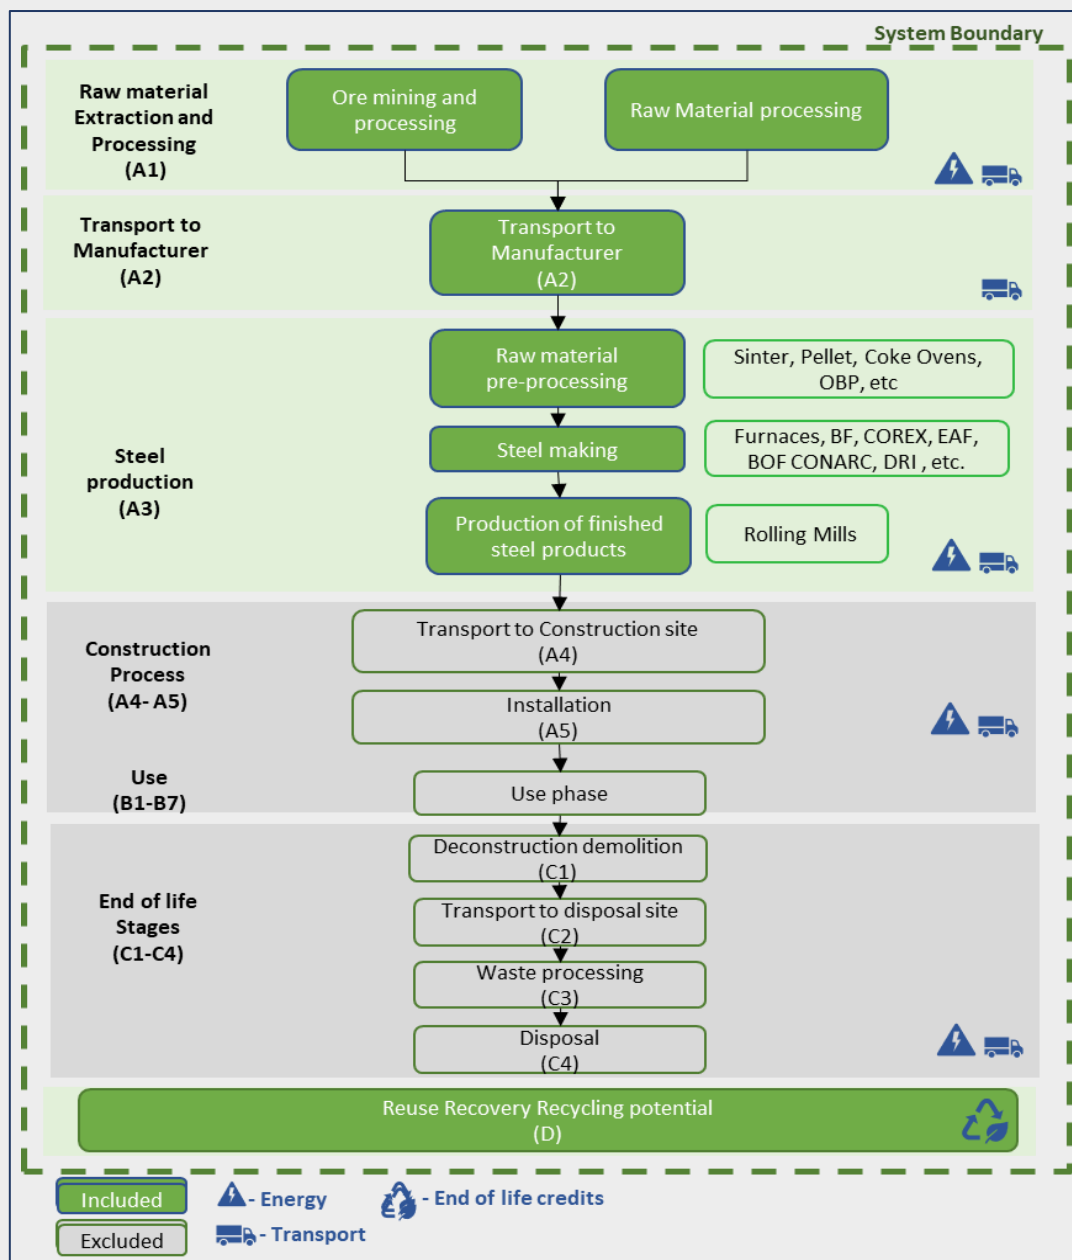 System Boundary
Raw material
Extraction and
Processing
(A1)
Ore mining and
processing
Raw Material processing
Transport to
Manufacturer
(A2)
Transport to
Manufacturer
(A2)
Steel
production
(A3)
Raw material
pre-processing
Sinter, Pellet, Coke Ovens,
OBP, etc
Steel making
Furnaces, BF, COREX, EAF,
BOF CONARC, DRI , etc.
Production of finished
steel products
Rolling Mills
Construction
Process
(A4- A5)
Transport to Construction site
(A4)
Installation
(A5)
Use
(B1-B7)
Use phase
End of life
Stages
(C1-C4)
Deconstruction demolition
(C1)
Transport to disposal site
(C2)
Waste processing
(C3)
Disposal
(C4)
Reuse Recovery Recycling potential
(D)
Included
- Energy
- End of life credits
Excluded
- Transport